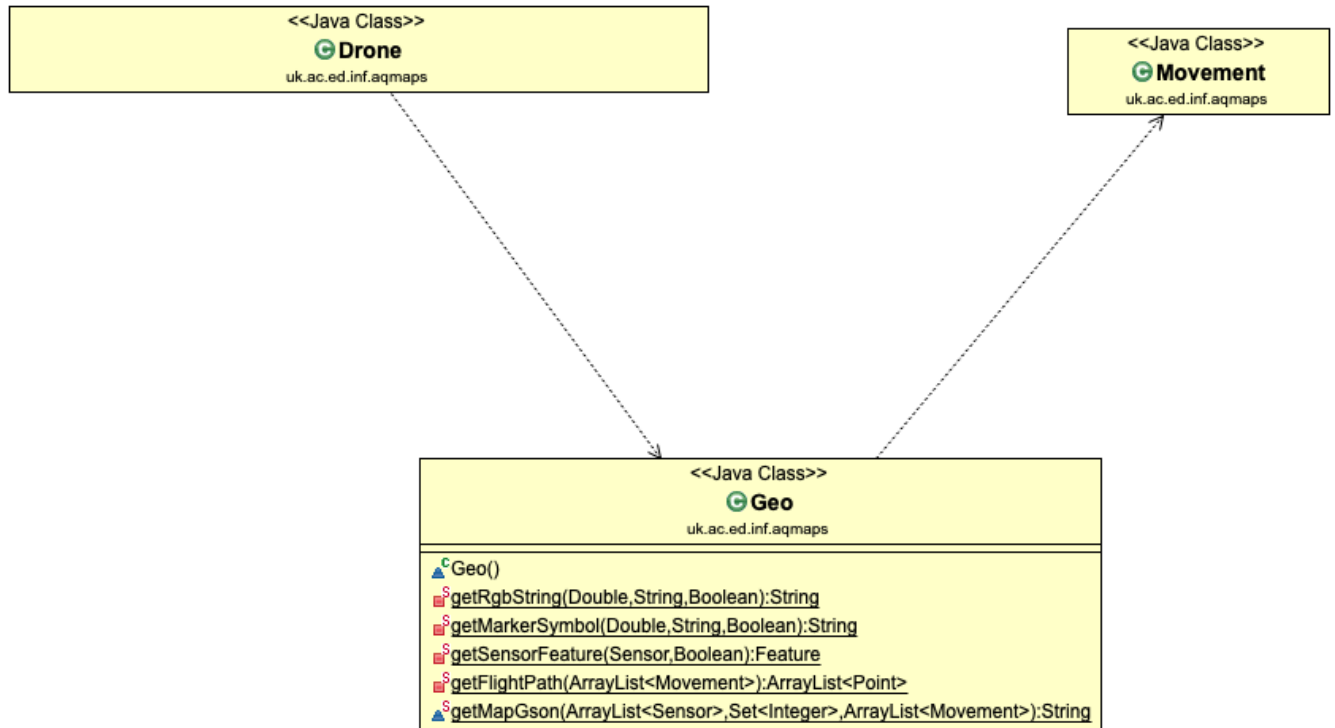 <<Java Class>>
Drone
uk.ac.ed.inf.aqmaps
<<Java Class>>
Movement
uk.ac.ed.inf.aqmaps
<<Java Class>>
Geo
uk.ac.ed.inf.aqmaps
Geo()
getRgbString(Double,String,Boolean):String
getMarkerSymbol(Double,String,Boolean):String
getSensorFeature(Sensor,Boolean):Feature
getFlightPath(ArrayList<Movement>):ArrayList<Point>
getMapGson(ArrayList<Sensor>,Set<Integer>,ArrayList<Movement>):String